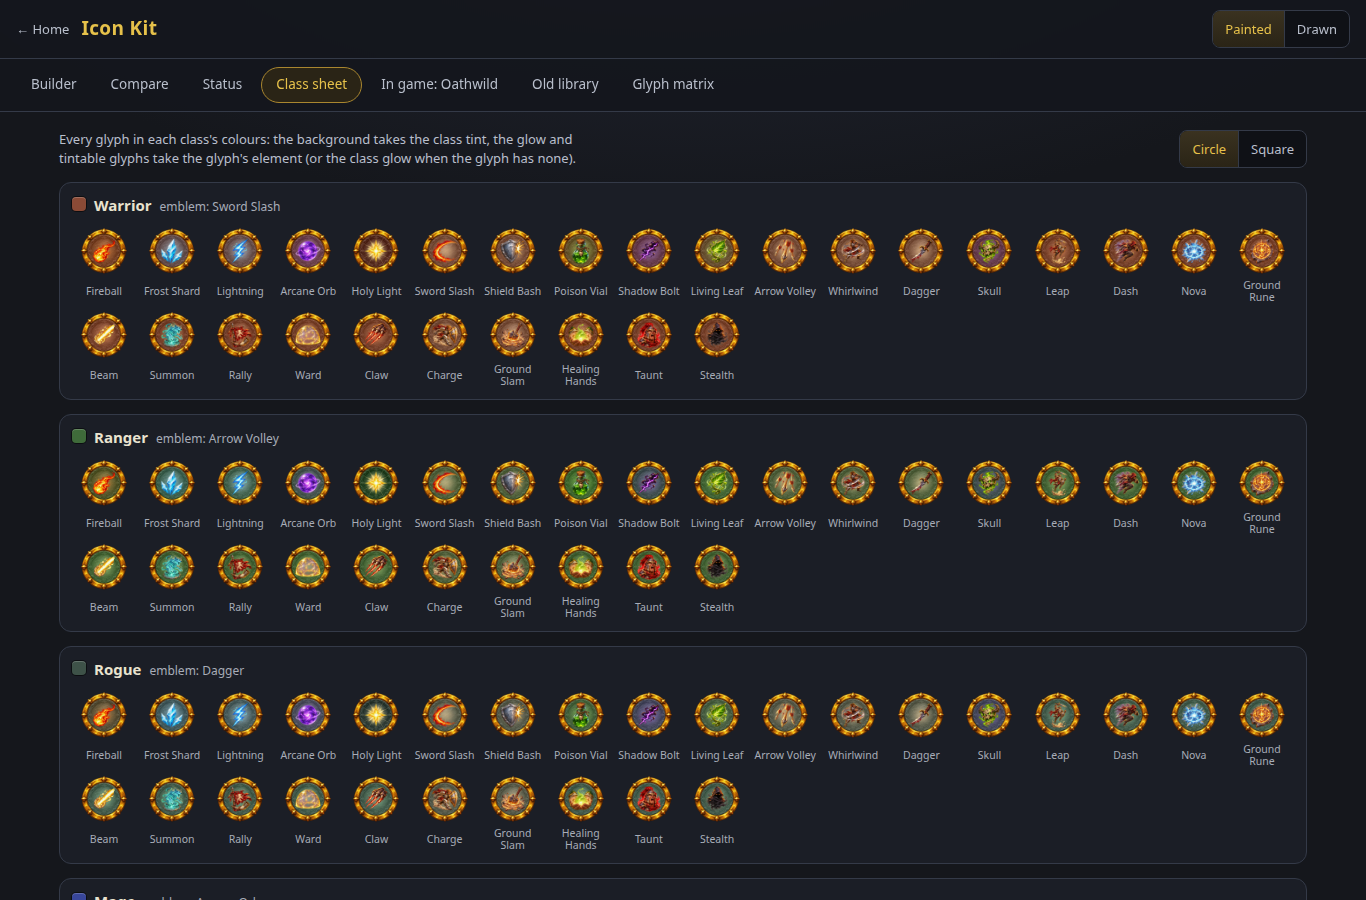 ← Home Icon Kit Painted Drawn
Builder Compare Status Class sheet In game: Oathwild Old library Glyph matrix
Every glyph in each class's colours: the background takes the class tint, the glow and
tintable glyphs take the glyph's element (or the class glow when the glyph has none).
Circle Square
Warrior emblem: Sword Slash
Fireball Frost Shard Lightning Arcane Orb Holy Light Sword Slash Shield Bash Poison Vial Shadow Bolt Living Leaf Arrow Volley Whirlwind Dagger Skull Leap Dash Nova Ground Rune
Beam Summon Rally Ward Claw Charge Ground Slam Healing Hands Taunt Stealth
Ranger emblem: Arrow Volley
Fireball Frost Shard Lightning Arcane Orb Holy Light Sword Slash Shield Bash Poison Vial Shadow Bolt Living Leaf Arrow Volley Whirlwind Dagger Skull Leap Dash Nova Ground Rune
Beam Summon Rally Ward Claw Charge Ground Slam Healing Hands Taunt Stealth
Rogue emblem: Dagger
Fireball Frost Shard Lightning Arcane Orb Holy Light Sword Slash Shield Bash Poison Vial Shadow Bolt Living Leaf Arrow Volley Whirlwind Dagger Skull Leap Dash Nova Ground Rune
Beam Summon Rally Ward Claw Charge Ground Slam Healing Hands Taunt Stealth